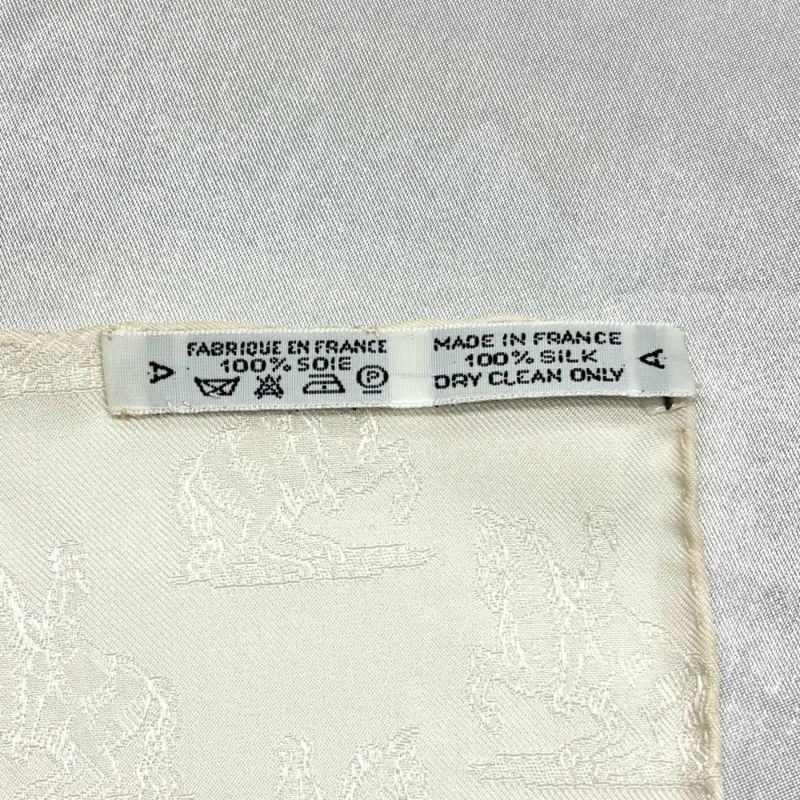 A
FABRIQUE EN FRANCE
100% SOIE
P
MADE IN FRANCE
100% SILK
DRY CLEAN ONLY
A